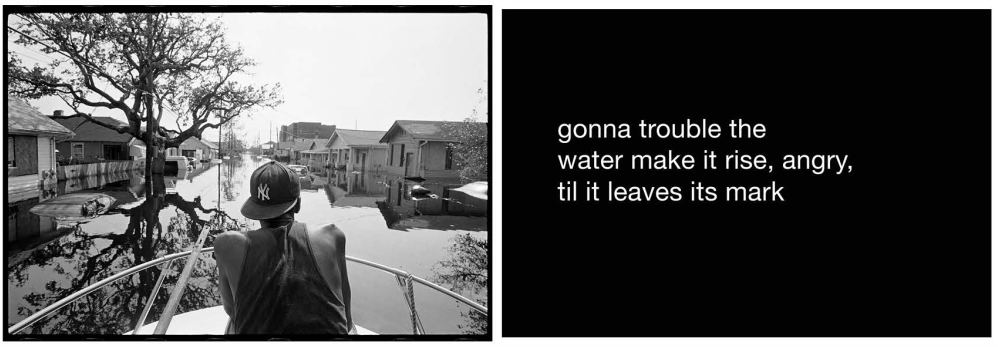 NY
gonna trouble the
water make it rise, angry,
til it leaves its mark